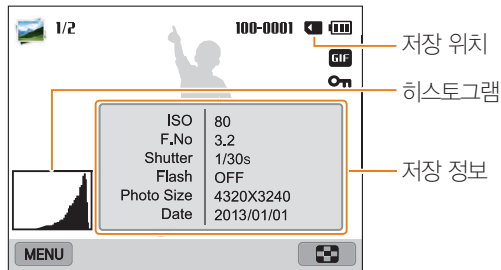 1/2
100-0001
GIF
저장 위치
히스토그램
저장 정보
ISO 80
F.No 3.2
Shutter 1/30s
Flash OFF
Photo Size 4320X3240
Date 2013/01/01
MENU